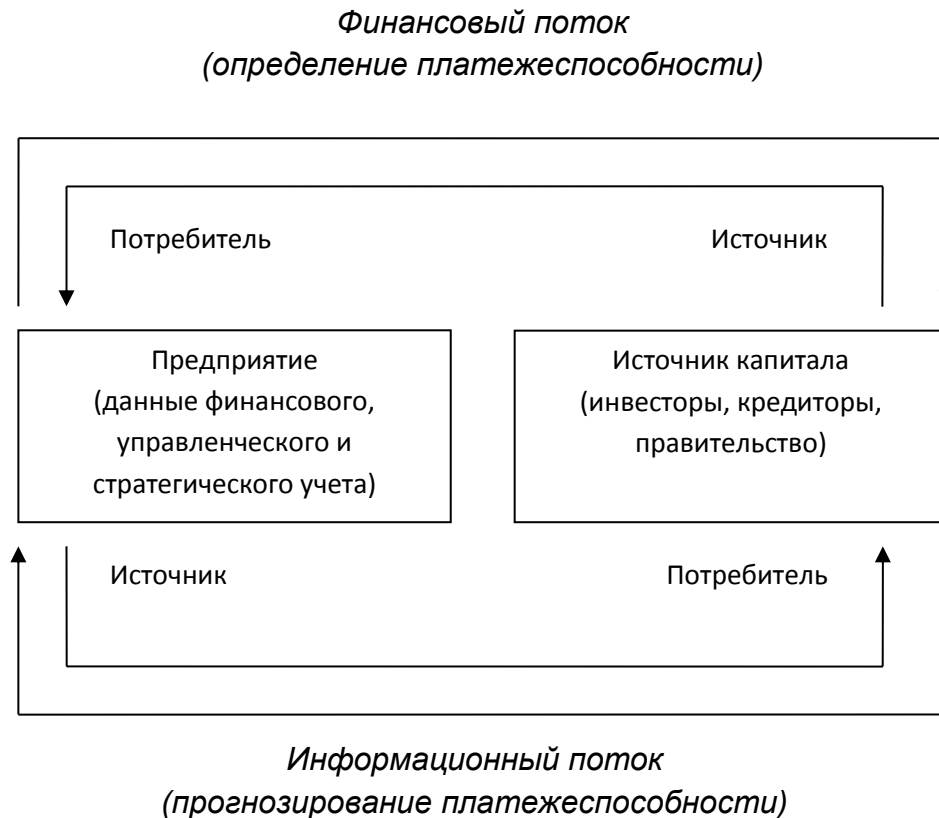 Финансовый поток
(определение платежеспособности)
Потребитель
Источник
Предприятие
(данные финансового,
управленческого и
стратегического учета)
Источник капитала
(инвесторы, кредиторы,
правительство)
Источник
Потребитель
Информационный поток
(прогнозирование платежеспособности)